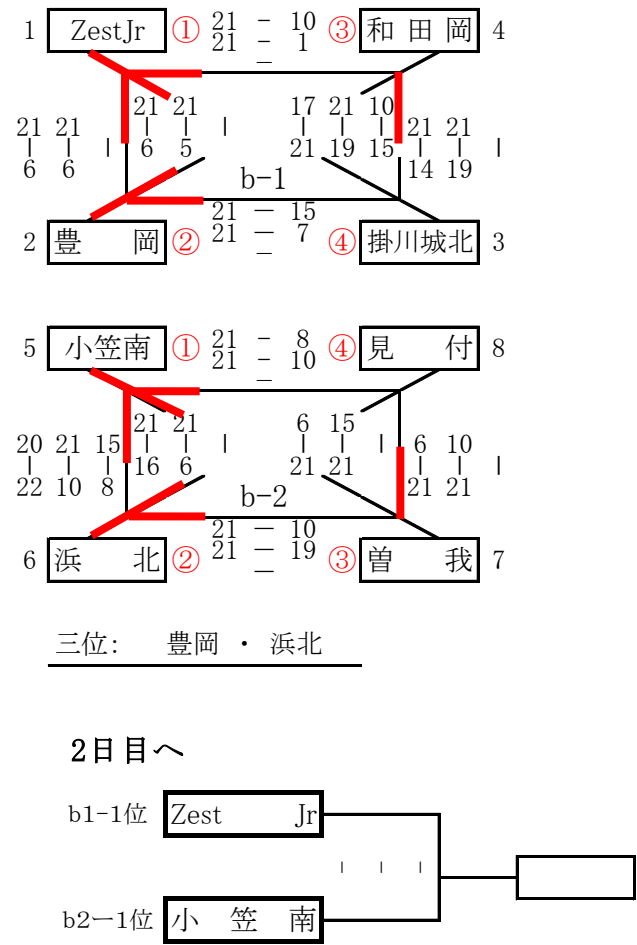 1 ZestJr ① 21 － 10 ③ 和田岡 4
21 － 1
－
21 21 17 21 10
21 21 | | | | | | 21 21
| | | 6 5 21 19 15 | | |
6 6 b-1 14 19
21 － 15
2 豊 岡 ② 21 － 7 ④ 掛川城北 3
－
5 小笠南 ① 21 － 8 ④ 見 付 8
21 － 10
－
21 21 6 15
20 21 15 | | | | | | 6 10
| | | 16 6 21 21 | | |
22 10 8 b-2 21 21
21 － 10
6 浜 北 ② 21 － 19 ③ 曽 我 7
－
三位: 豊岡 ・ 浜北
2日目へ
b1-1位 Zest Jr
| | |
b2ー1位 小 笠 南